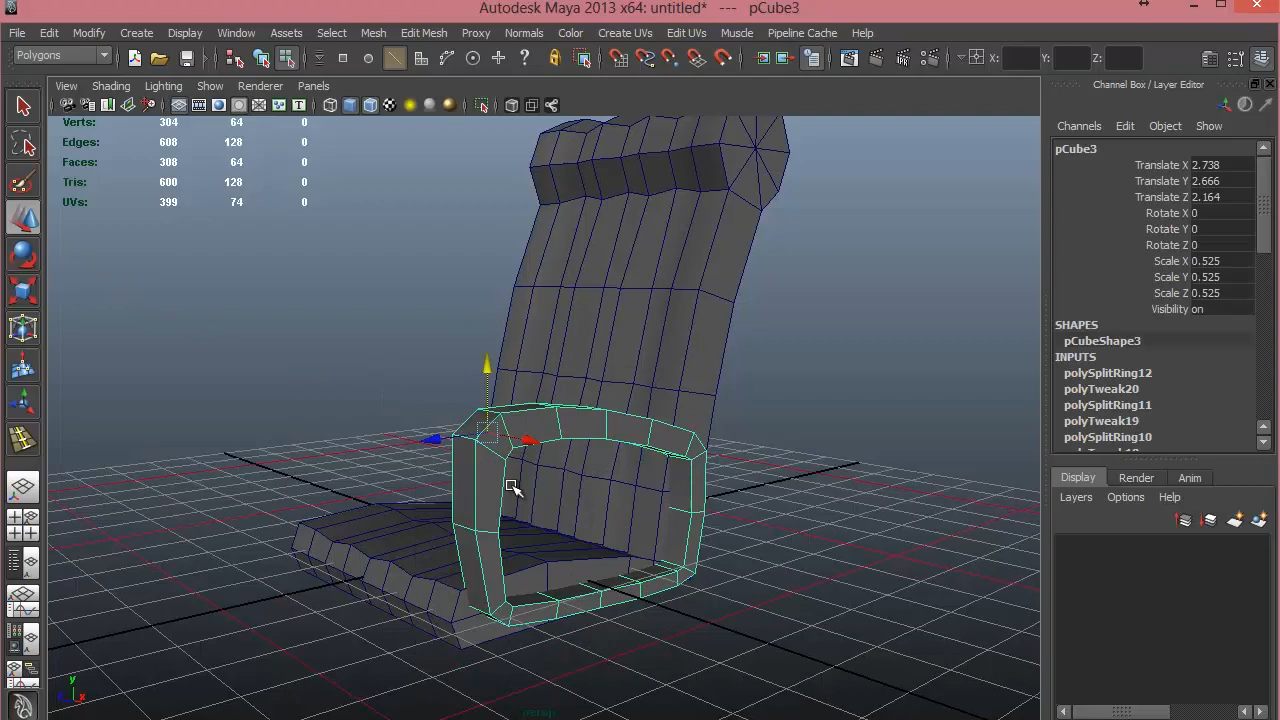 Autodesk Maya 2013 x64: untitled* --- pCube3
File Edit Modify Create Display Window Assets Select Mesh Edit Mesh Proxy Normals Color Create UVs Edit UVs Muscle Pipeline Cache Help
Polygons X: Y: Z:
View Shading Lighting Show Renderer Panels
Channel Box / Layer Editor
Verts: 304 64 0
Edges: 608 128 0
Faces: 308 64 0
Tris: 600 128 0
UVs: 399 74 0
Channels Edit Object Show
pCube3
Translate X 2.738
Translate Y 2.666
Translate Z 2.164
Rotate X 0
Rotate Y 0
Rotate Z 0
Scale X 0.525
Scale Y 0.525
Scale Z 0.525
Visibility on
SHAPES
pCubeShape3
INPUTS
polySplitRing12
polyTweak20
polySplitRing11
polyTweak19
polySplitRing10
Display Render Anim
Layers Options Help
y
z x
persp